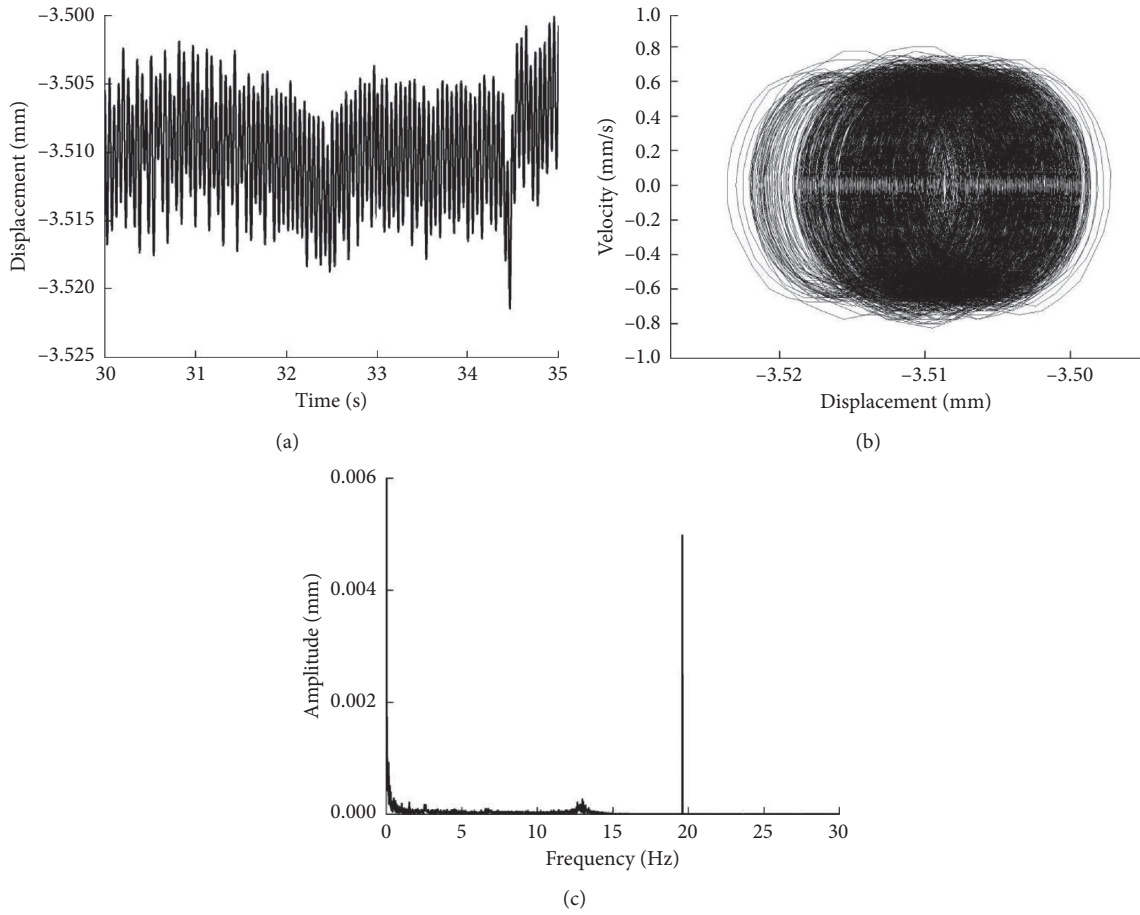 −3.500
−3.505
−3.510
−3.515
−3.520
−3.525
Displacement (mm)
30 31 32 33 34 35
Time (s)
(a)
1.0
0.8
0.6
0.4
0.2
0.0
−0.2
−0.4
−0.6
−0.8
−1.0
Velocity (mm/s)
−3.52 −3.51 −3.50
Displacement (mm)
(b)
0.006
0.004
0.002
0.000
Amplitude (mm)
0 5 10 15 20 25 30
Frequency (Hz)
(c)